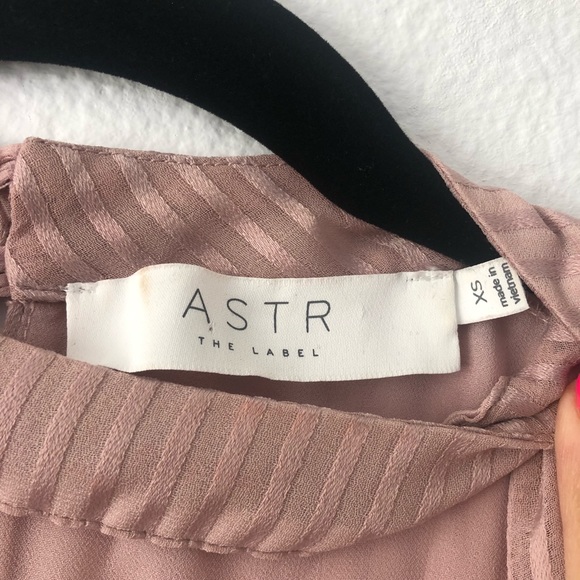 ASTR
THE LABEL
XS
made in
vietnam